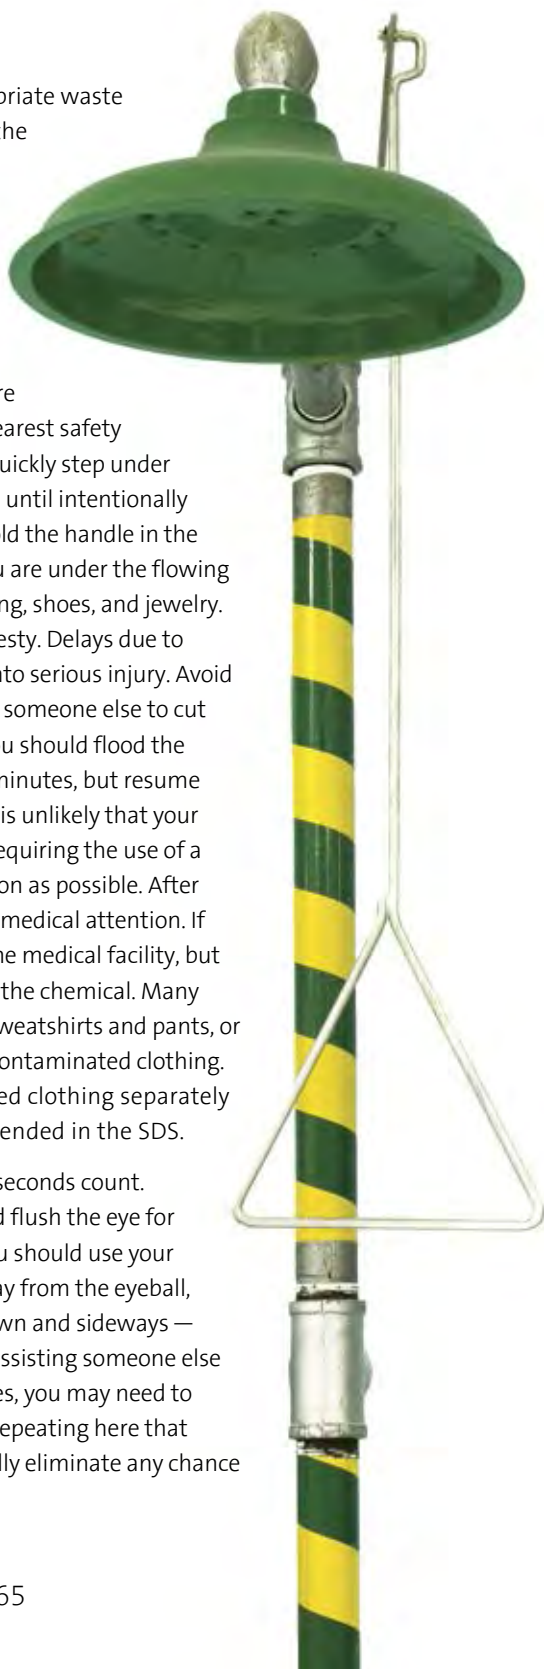 priate waste
the
re
earest safety
uickly step under
until intentionally
old the handle in the
u are under the flowing
ng, shoes, and jewelry.
esty. Delays due to
nto serious injury. Avoid
someone else to cut
ou should flood the
minutes, but resume
is unlikely that your
equiring the use of a
on as possible. After
medical attention. If
he medical facility, but
the chemical. Many
weatshirts and pants, or
ontaminated clothing.
ed clothing separately
ended in the SDS.
seconds count.
d flush the eye for
u should use your
ay from the eyeball,
wn and sideways —
assisting someone else
es, you may need to
epeating here that
lly eliminate any chance
65